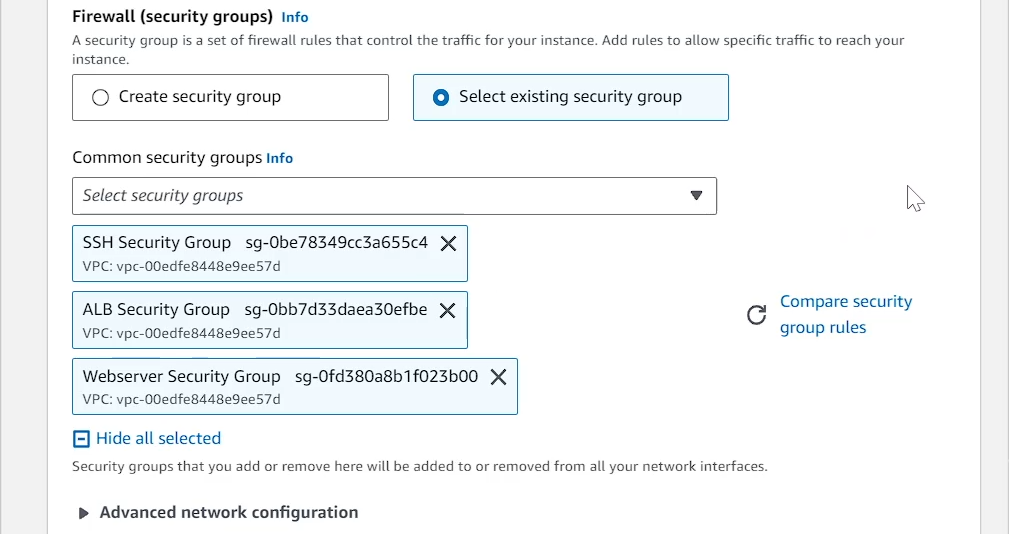 Firewall (security groups) Info
A security group is a set of firewall rules that control the traffic for your instance. Add rules to allow specific traffic to reach your
instance.
Create security group
Select existing security group
Common security groups Info
Select security groups
SSH Security Group sg-0be78349cc3a655c4
VPC: vpc-00edfe8448e9ee57d
ALB Security Group sg-0bb7d33daea30efbe
VPC: vpc-00edfe8448e9ee57d
Compare security
group rules
Webserver Security Group sg-0fd380a8b1f023b00
VPC: vpc-00edfe8448e9ee57d
Hide all selected
Security groups that you add or remove here will be added to or removed from all your network interfaces.
Advanced network configuration